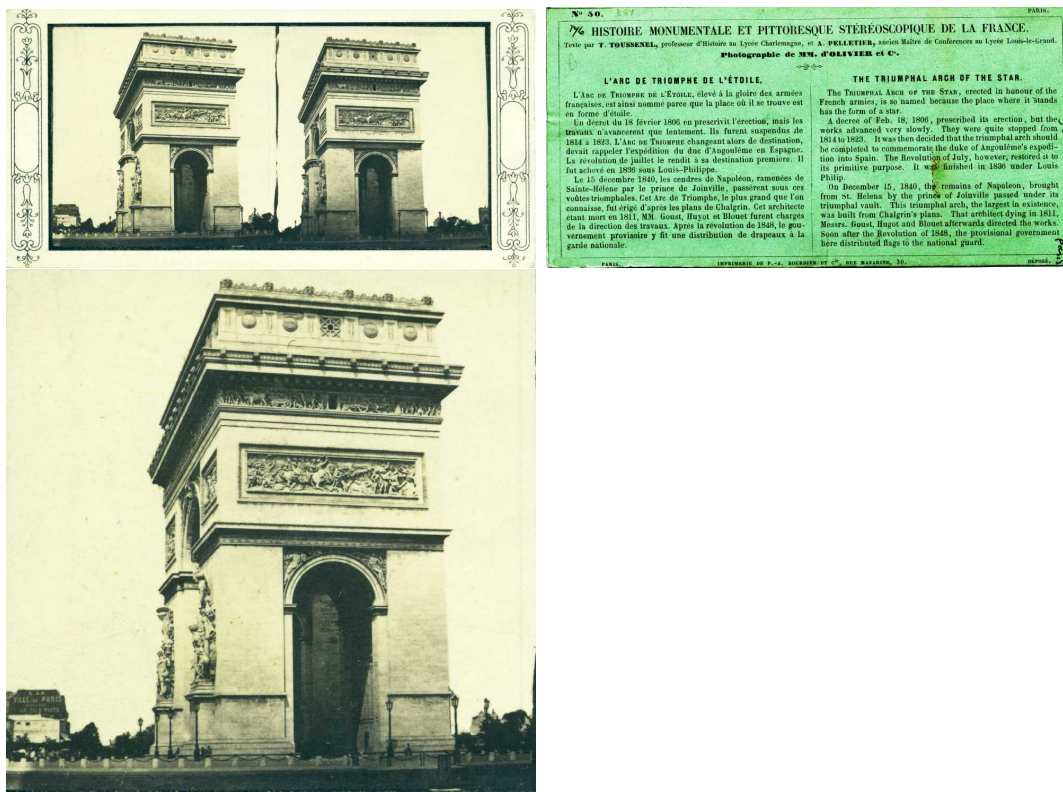 Nº 50.
PARIS.
HISTOIRE MONUMENTALE ET PITTORESQUE STÉRÉOSCOPIQUE DE LA FRANCE.
Texte par T. TOUSSENEL, professeur d'Histoire au Lycée Charlemagne, et A. PELLETIER, ancien Maître de Conférences au Lycée Louis-le-Grand.
Photographie de MM. d'OLIVIER et Cⁱᵉ.
L'ARC DE TRIOMPHE DE L'ÉTOILE.
L'ARC DE TRIOMPHE DE L'ÉTOILE, élevé à la gloire des armées
françaises, est ainsi nommé parce que la place où il se trouve est
en forme d'étoile.
Un décret du 18 février 1806 en prescrivit l'érection, mais les
travaux n'avancèrent que lentement. Ils furent suspendus de
1814 à 1823. L'ARC DE TRIOMPHE changeant alors de destination,
devait rappeler l'expédition du duc d'Angoulême en Espagne.
La révolution de juillet le rendit à sa destination première. Il
fut achevé en 1836 sous Louis-Philippe.
Le 15 décembre 1840, les cendres de Napoléon, ramenées de
Sainte-Hélène par le prince de Joinville, passèrent sous ces
voûtes triomphales. Cet Arc de Triomphe, le plus grand que l'on
connaisse, fut érigé d'après les plans de Chalgrin. Cet architecte
étant mort en 1811, MM. Goust, Huyot et Blouet furent chargés
de la direction des travaux. Après la révolution de 1848, le gou-
vernement provisoire y fit une distribution de drapeaux à la
garde nationale.
THE TRIUMPHAL ARCH OF THE STAR.
The TRIUMPHAL ARCH OF THE STAR, erected in honour of the
French armies, is so named because the place where it stands
has the form of a star.
A decree of Feb. 18, 1806, prescribed its erection, but the
works advanced very slowly. They were quite stopped from
1814 to 1823. It was then decided that the triumphal arch should
be completed to commemorate the duke of Angoulême's expedi-
tion into Spain. The Revolution of July, however, restored it to
its primitive purpose. It was finished in 1836 under Louis
Philip.
On December 15, 1840, the remains of Napoleon, brought
from St. Helena by the prince of Joinville passed under its
triumphal vault. This triumphal arch, the largest in existence,
was built from Chalgrin's plans. That architect dying in 1811,
Messrs. Goust, Hugot and Blouet afterwards directed the works.
Soon after the Revolution of 1848, the provisional government
here distributed flags to the national guard.
PARIS.
IMPRIMERIE DE P.-A. BOURDIER ET Cⁱᵉ, RUE MAZARINE, 30.
DÉPOSÉ.
VILLE DE PARIS